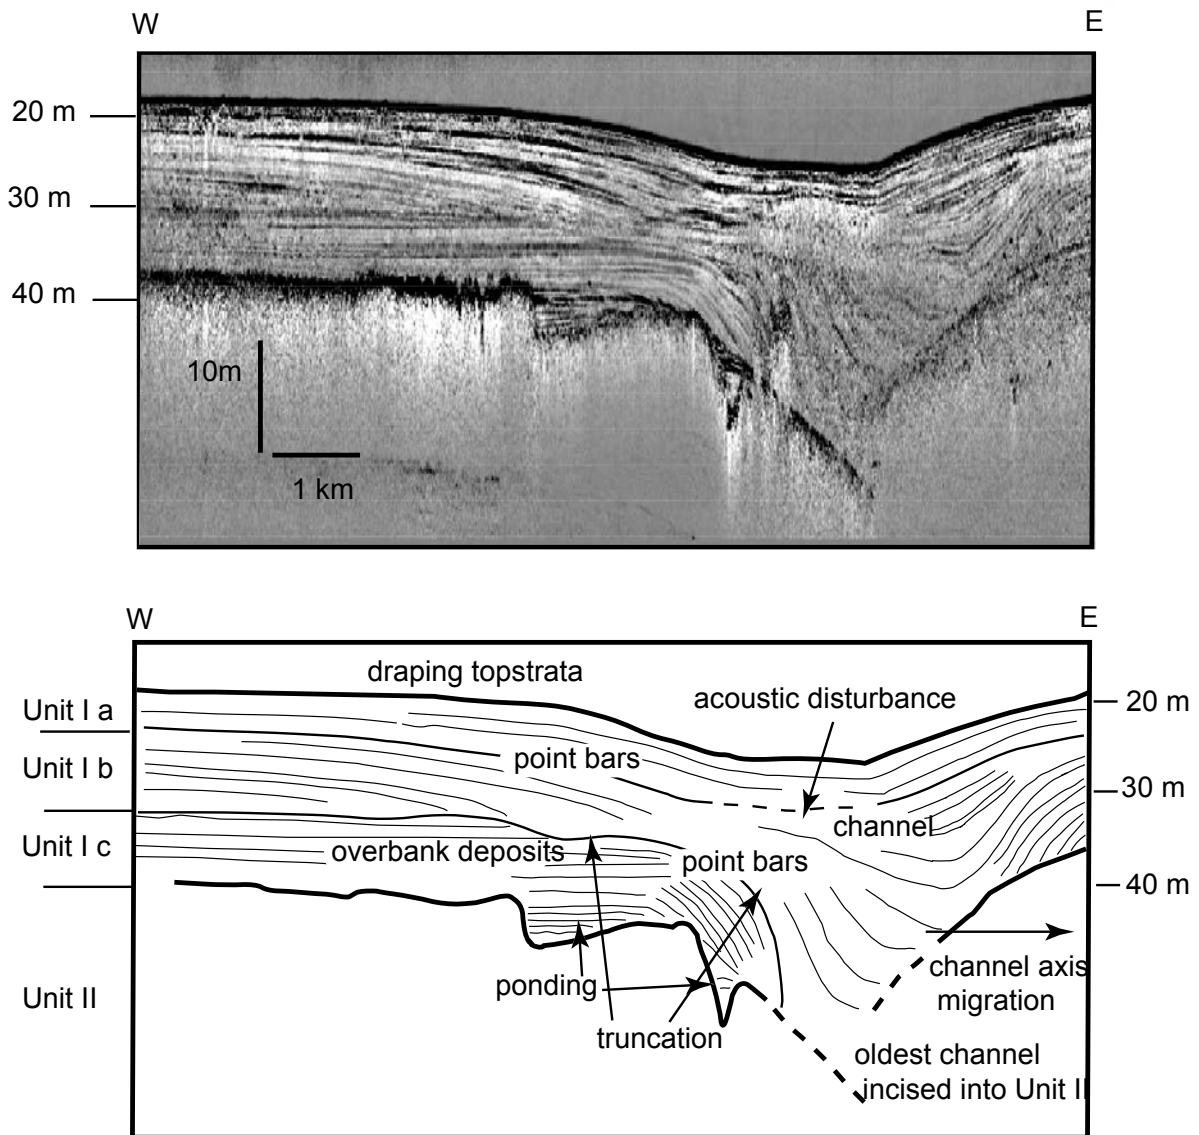 W
E
20 m
30 m
40 m
10m
1 km
W
E
draping topstrata
acoustic disturbance
20 m
Unit I a
point bars
Unit I b
30 m
channel
Unit I c
overbank deposits
point bars
40 m
ponding
channel axis
migration
Unit II
truncation
oldest channel
incised into Unit II